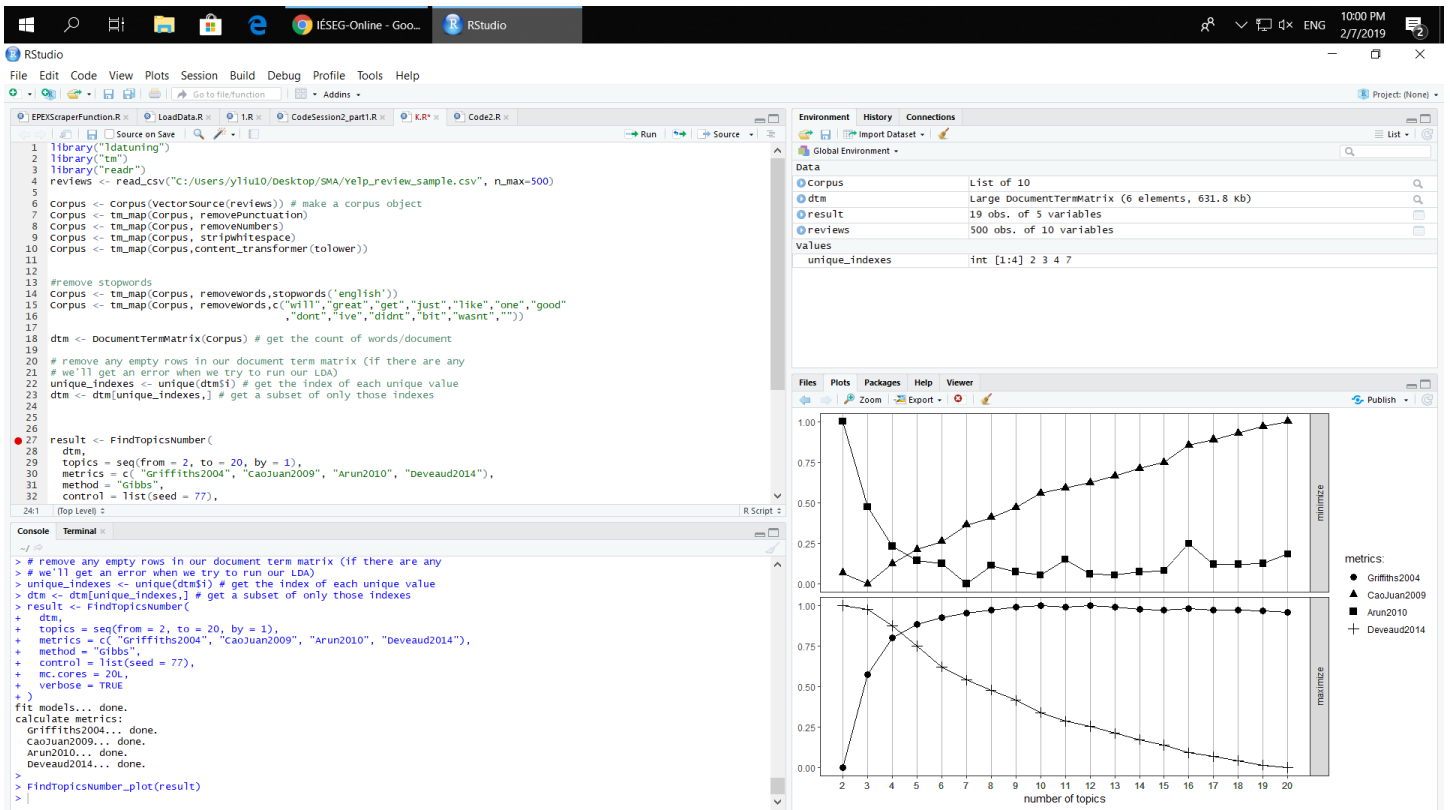 IÉSEG-Online - Goo...
RStudio
ENG
10:00 PM
2/7/2019
2
RStudio
File Edit Code View Plots Session Build Debug Profile Tools Help
Go to file/function
Addins
Project: (None)
EPEXScraperFunction.R
LoadData.R
1.R
CodeSession2_part1.R
K.R*
Code2.R
Source on Save
Run
Source
1 library("ldatuning")
2 library("tm")
3 library("readr")
4 reviews <- read_csv("C:/Users/yliu10/Desktop/SMA/Yelp_review_sample.csv", n_max=500)
5
6 Corpus <- Corpus(VectorSource(reviews)) # make a corpus object
7 Corpus <- tm_map(Corpus, removePunctuation)
8 Corpus <- tm_map(Corpus, removeNumbers)
9 Corpus <- tm_map(Corpus, stripWhitespace)
10 Corpus <- tm_map(Corpus,content_transformer(tolower))
11
12
13 #remove stopwords
14 Corpus <- tm_map(Corpus, removeWords,stopwords('english'))
15 Corpus <- tm_map(Corpus, removeWords,c("will","great","get","just","like","one","good"
16 ,"dont","ive","didnt","bit","wasnt",""))
17
18 dtm <- DocumentTermMatrix(Corpus) # get the count of words/document
19
20 # remove any empty rows in our document term matrix (if there are any
21 # we'll get an error when we try to run our LDA)
22 unique_indexes <- unique(dtm$i) # get the index of each unique value
23 dtm <- dtm[unique_indexes,] # get a subset of only those indexes
24
25
26
27 result <- FindTopicsNumber(
28 dtm,
29 topics = seq(from = 2, to = 20, by = 1),
30 metrics = c( "Griffiths2004", "CaoJuan2009", "Arun2010", "Deveaud2014"),
31 method = "Gibbs",
32 control = list(seed = 77),
24:1 (Top Level)
R Script
Console Terminal
~/
> # remove any empty rows in our document term matrix (if there are any
> # we'll get an error when we try to run our LDA)
> unique_indexes <- unique(dtm$i) # get the index of each unique value
> dtm <- dtm[unique_indexes,] # get a subset of only those indexes
> result <- FindTopicsNumber(
+ dtm,
+ topics = seq(from = 2, to = 20, by = 1),
+ metrics = c( "Griffiths2004", "CaoJuan2009", "Arun2010", "Deveaud2014"),
+ method = "Gibbs",
+ control = list(seed = 77),
+ mc.cores = 20L,
+ verbose = TRUE
+ )
fit models... done.
calculate metrics:
Griffiths2004... done.
CaoJuan2009... done.
Arun2010... done.
Deveaud2014... done.
>
> FindTopicsNumber_plot(result)
>
Environment History Connections
Import Dataset
List
Global Environment
Data
Corpus List of 10
dtm Large DocumentTermMatrix (6 elements, 631.8 Kb)
result 19 obs. of 5 variables
reviews 500 obs. of 10 variables
Values
unique_indexes int [1:4] 2 3 4 7
Files Plots Packages Help Viewer
Zoom Export
Publish
1.00
0.75
0.50
0.25
0.00
minimize
1.00
0.75
0.50
0.25
0.00
maximize
2 3 4 5 6 7 8 9 10 11 12 13 14 15 16 17 18 19 20
number of topics
metrics:
Griffiths2004
CaoJuan2009
Arun2010
Deveaud2014